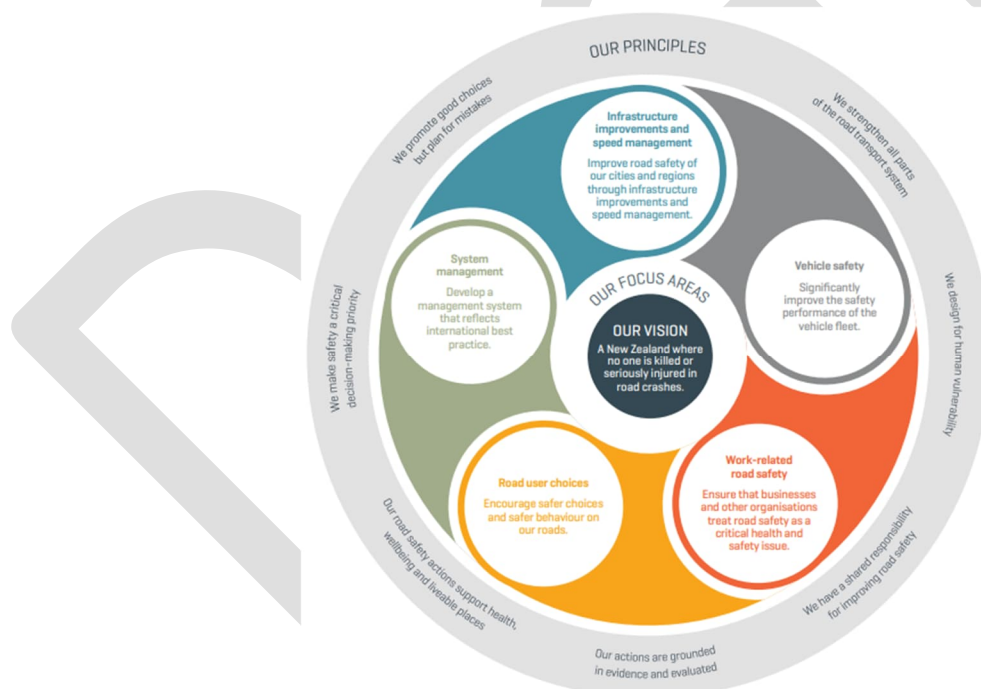 OUR PRINCIPLES
We promote good choices
but plan for mistakes
We strengthen all parts
of the road transport system
Infrastructure
improvements and
speed management
Improve road safety of
our cities and regions
through infrastructure
improvements and
speed management.
System
management
Develop a
management system
that reflects
international best
practice.
Vehicle safety
Significantly
improve the safety
performance of the
vehicle fleet.
OUR FOCUS AREAS
OUR VISION
A New Zealand where
no one is killed or
seriously injured in
road crashes.
We make safety a critical
decision-making priority
We design for human vulnerability
Road user choices
Encourage safer choices
and safer behaviour on
our roads.
Work-related
road safety
Ensure that businesses
and other organisations
treat road safety as a
critical health and
safety issue.
Our road safety actions support health,
wellbeing and liveable places
We have a shared responsibility
for improving road safety
Our actions are grounded
in evidence and evaluated